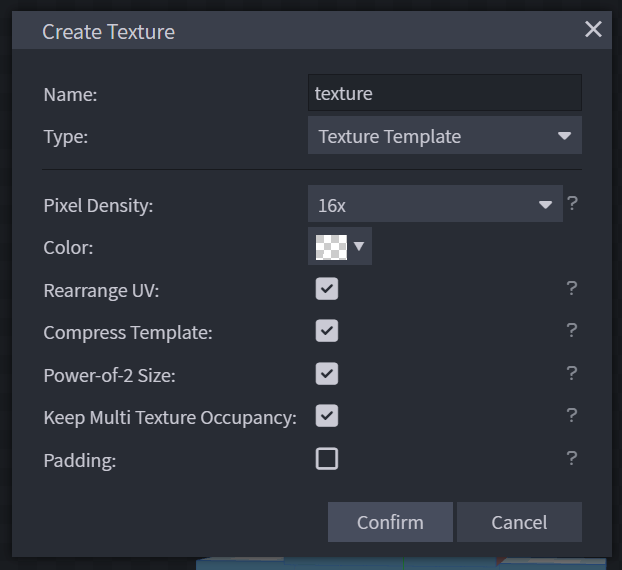 Create Texture
Name: texture
Type: Texture Template
Pixel Density: 16x ?
Color:
Rearrange UV: ?
Compress Template: ?
Power-of-2 Size: ?
Keep Multi Texture Occupancy: ?
Padding: ?
Confirm Cancel